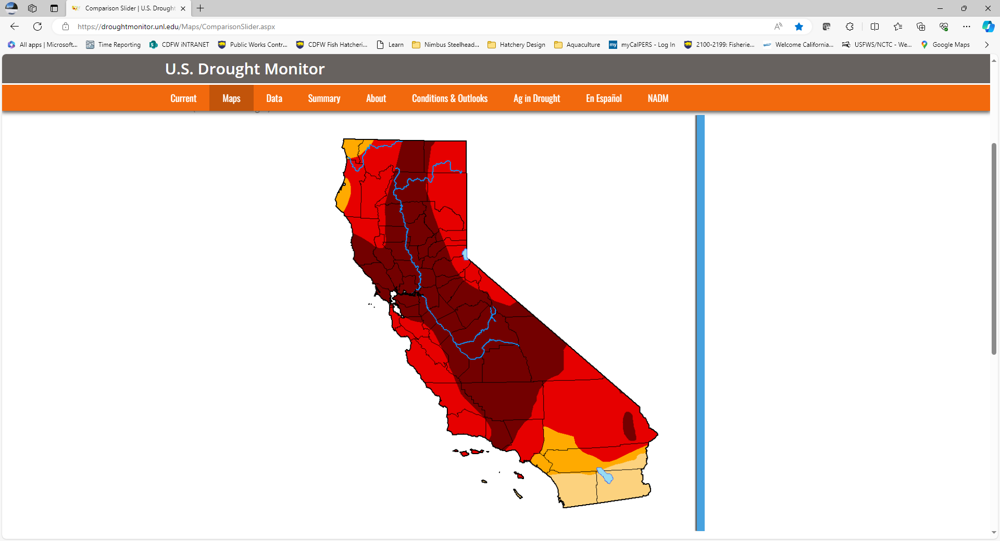 Comparison Slider | U.S. Drought
https://droughtmonitor.unl.edu/Maps/ComparisonSlider.aspx
All apps | Microsoft... Time Reporting CDFW iNTRANET Public Works Contr... CDFW Fish Hatcheri... Learn Nimbus Steelhead... Hatchery Design Aquaculture my myCalPERS - Log In 2100-2199: Fisherie... Welcome California... USFWS/NCTC - We... Google Maps
U.S. Drought Monitor
Current Maps Data Summary About Conditions & Outlooks Ag in Drought En Español NADM